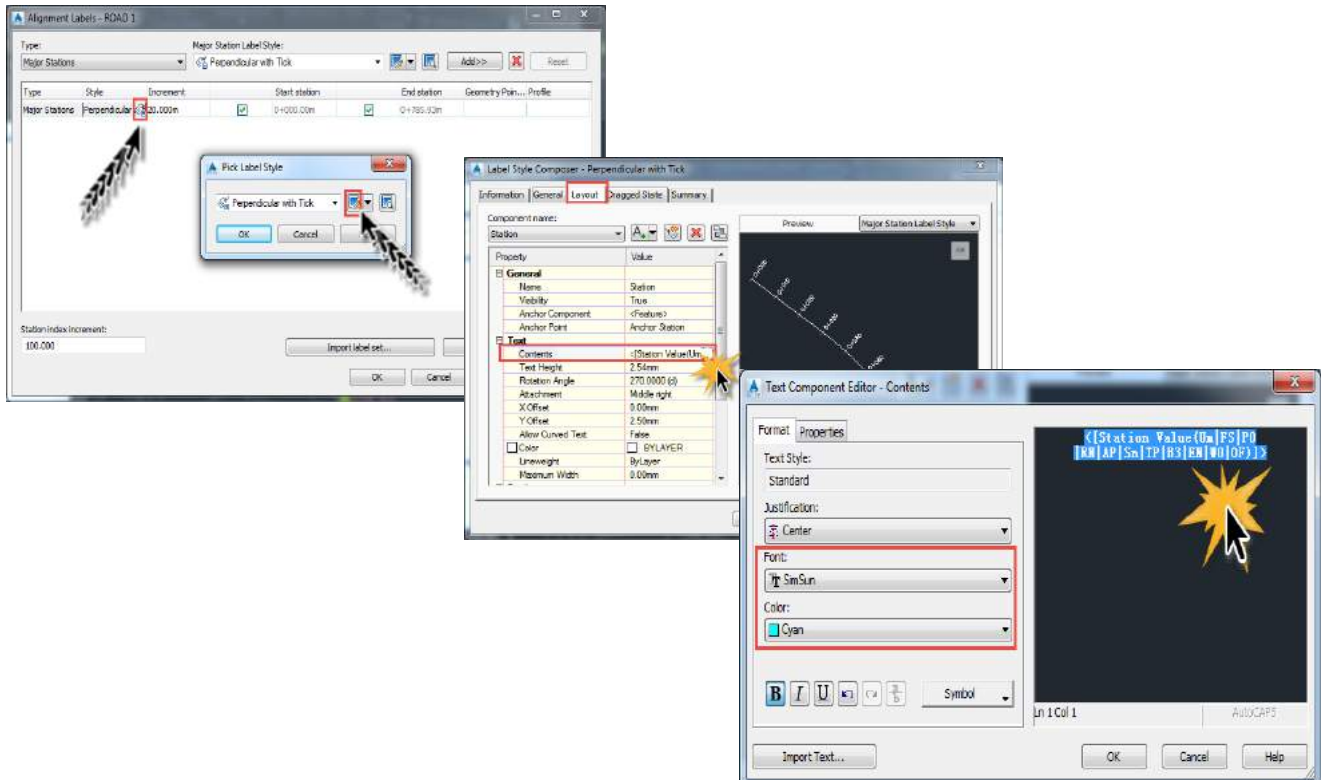 Alignment Labels - ROAD 1
Type:
Major Station Label Style:
Major Stations
Perpendicular with Tick
Add>>
Reset
Type Style Increment Start station End station Geometry Poin... Profile
Major Stations Perpendicular 20.000m 0+000.00m 0+785.93m
Station index increment:
100.000
Import label set...
OK
Cancel
Pick Label Style
Perpendicular with Tick
OK
Cancel
Label Style Composer - Perpendicular with Tick
Information General Layout Dragged State Summary
Component name:
Station
Preview
Major Station Label Style
Property Value
General
Name Station
Visibility True
Anchor Component <Feature>
Anchor Point Anchor Station
Text
Contents <[Station Value(Um
Text Height 2.54mm
Rotation Angle 270.0000 (d)
Attachment Middle right
X Offset 0.00mm
Y Offset 2.50mm
Allow Curved Text False
Color BYLAYER
Lineweight ByLayer
Maximum Width 0.00mm
Text Component Editor - Contents
Format Properties
Text Style:
Standard
Justification:
Center
Font:
SimSun
Color:
Cyan
B I U
Symbol
Import Text...
<[Station Value(Um|FS|P0
|RN|AP|Sn|TP|B3|EN|W0|OF)]>
Ln 1 Col 1
AutoCAPS
OK
Cancel
Help